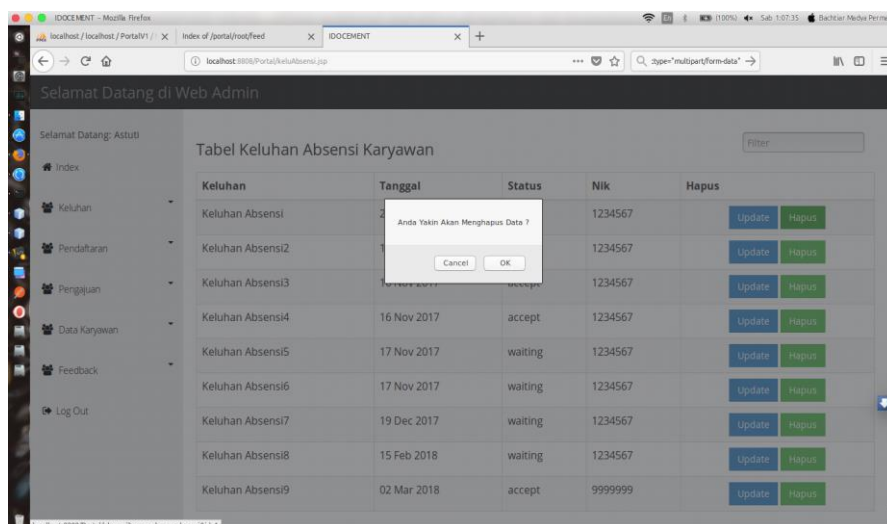 IDOCEMENT - Mozilla Firefox
(100%) Sab 1:07:35 Bachtiar Medya Permi
localhost / localhost / PortalV1 / Index of /portal/root/feed IDOCEMENT
localhost:8808/Portal/keluAbsensi.jsp :type="multipart/form-data"
Selamat Datang di Web Admin
Selamat Datang: Astuti
Index
Keluhan
Pendaftaran
Pengajuan
Data Karyawan
Feedback
Log Out
Tabel Keluhan Absensi Karyawan
Filter
Keluhan Tanggal Status Nik Hapus
Keluhan Absensi 1234567 Update Hapus
Keluhan Absensi2 1234567 Update Hapus
Keluhan Absensi3 1234567 Update Hapus
Keluhan Absensi4 16 Nov 2017 accept 1234567 Update Hapus
Keluhan Absensi5 17 Nov 2017 waiting 1234567 Update Hapus
Keluhan Absensi6 17 Nov 2017 waiting 1234567 Update Hapus
Keluhan Absensi7 19 Dec 2017 waiting 1234567 Update Hapus
Keluhan Absensi8 15 Feb 2018 waiting 1234567 Update Hapus
Keluhan Absensi9 02 Mar 2018 accept 9999999 Update Hapus
Anda Yakin Akan Menghapus Data ?
Cancel OK